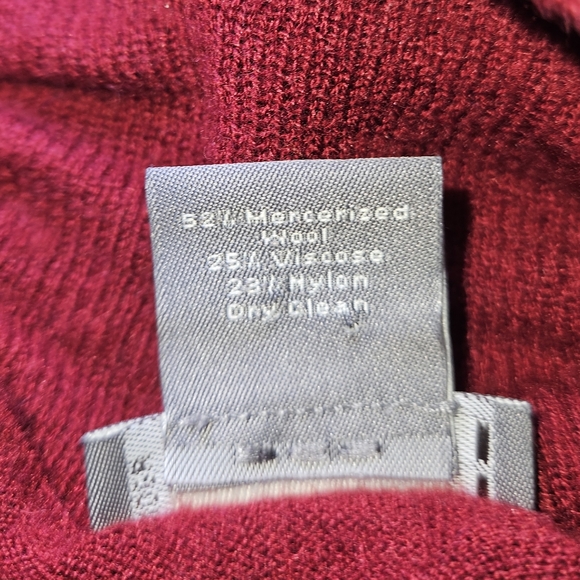 52% Mercerized
Wool
25% Viscose
23% Nylon
Dry Clean